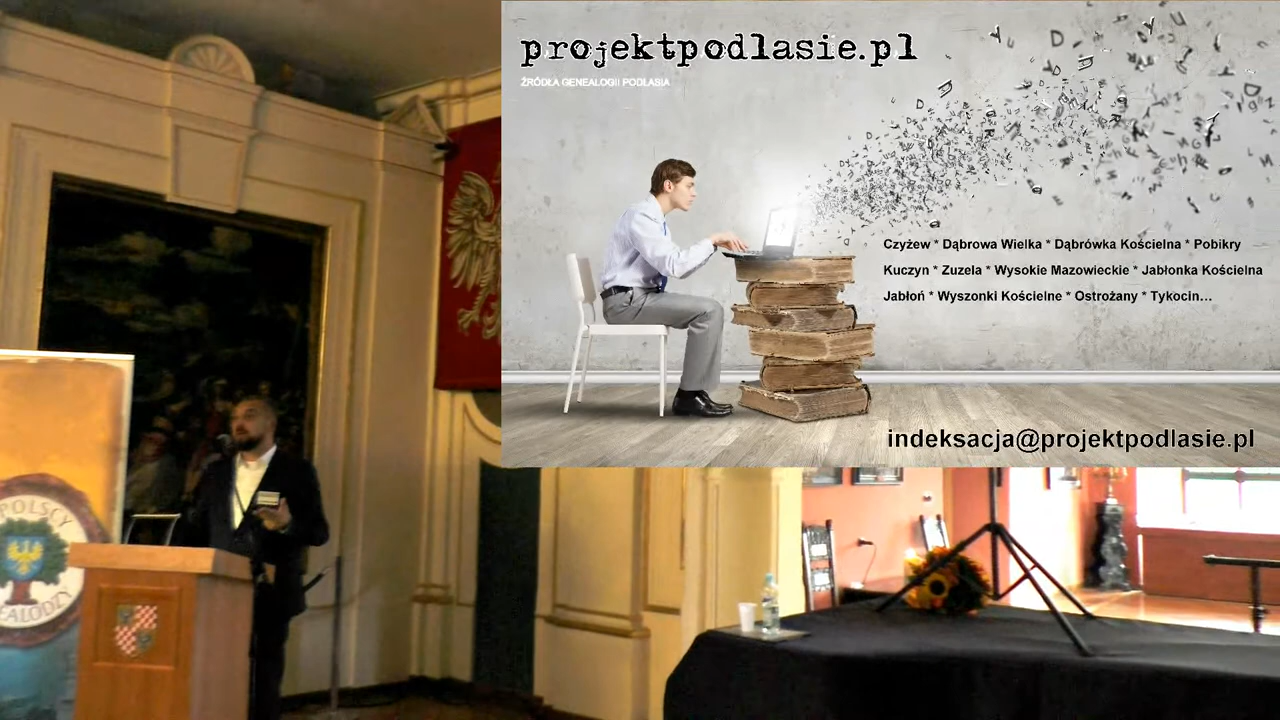 projektpodlasie.pl
ŹRÓDŁA GENEALOGII PODLASIA
Czyżew * Dąbrowa Wielka * Dąbrówka Kościelna * Pobikry
Kuczyn * Zuzela * Wysokie Mazowieckie * Jabłonka Kościelna
Jabłoń * Wyszonki Kościelne * Ostrożany * Tykocin...
indeksacja@projektpodlasie.pl
POLSCY